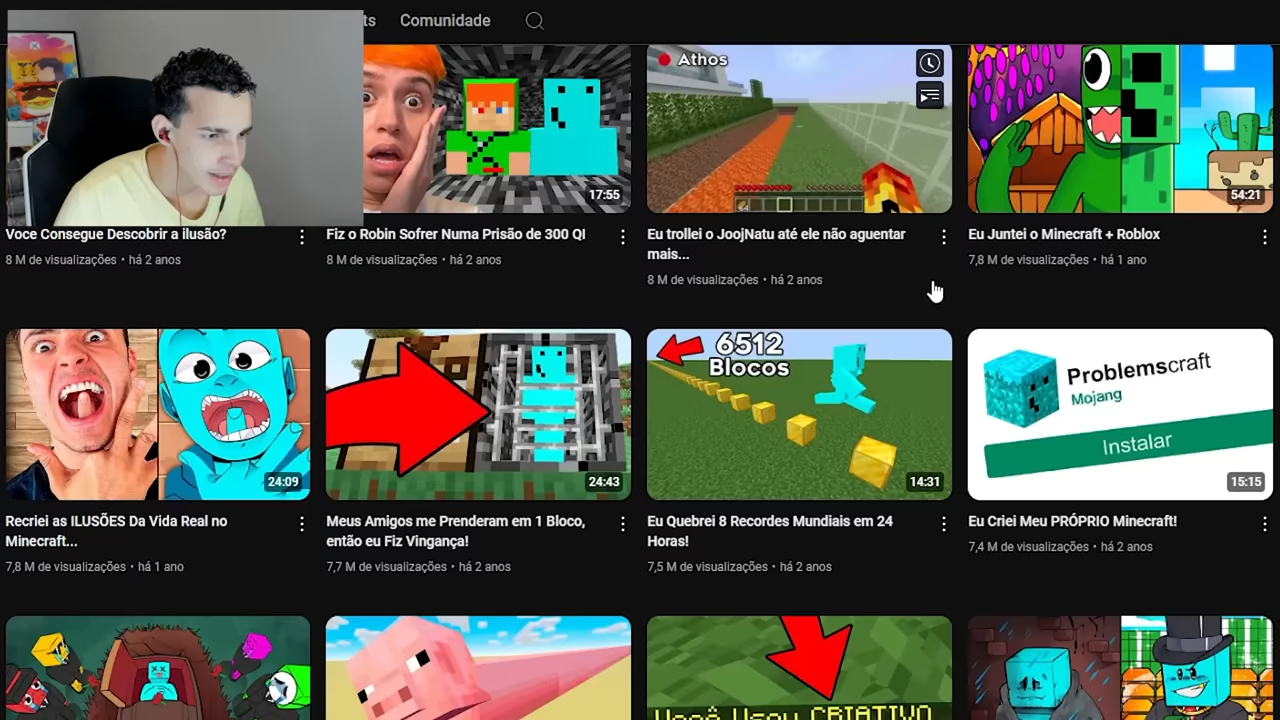 ts Comunidade
17:55
Athos
54:21
Voce Consegue Descobrir a ilusão?
8 M de visualizações • há 2 anos
Fiz o Robin Sofrer Numa Prisão de 300 QI
8 M de visualizações • há 2 anos
Eu trollei o JoojNatu até ele não aguentar
mais...
8 M de visualizações • há 2 anos
Eu Juntei o Minecraft + Roblox
7,8 M de visualizações • há 1 ano
24:09
24:43
6512
Blocos
14:31
Problemscraft
Mojang
Instalar
15:15
Recriei as ILUSÕES Da Vida Real no
Minecraft...
7,8 M de visualizações • há 1 ano
Meus Amigos me Prenderam em 1 Bloco,
então eu Fiz Vingança!
7,7 M de visualizações • há 2 anos
Eu Quebrei 8 Recordes Mundiais em 24
Horas!
7,5 M de visualizações • há 2 anos
Eu Criei Meu PRÓPRIO Minecraft!
7,4 M de visualizações • há 2 anos
Você Usou CRIATIVO